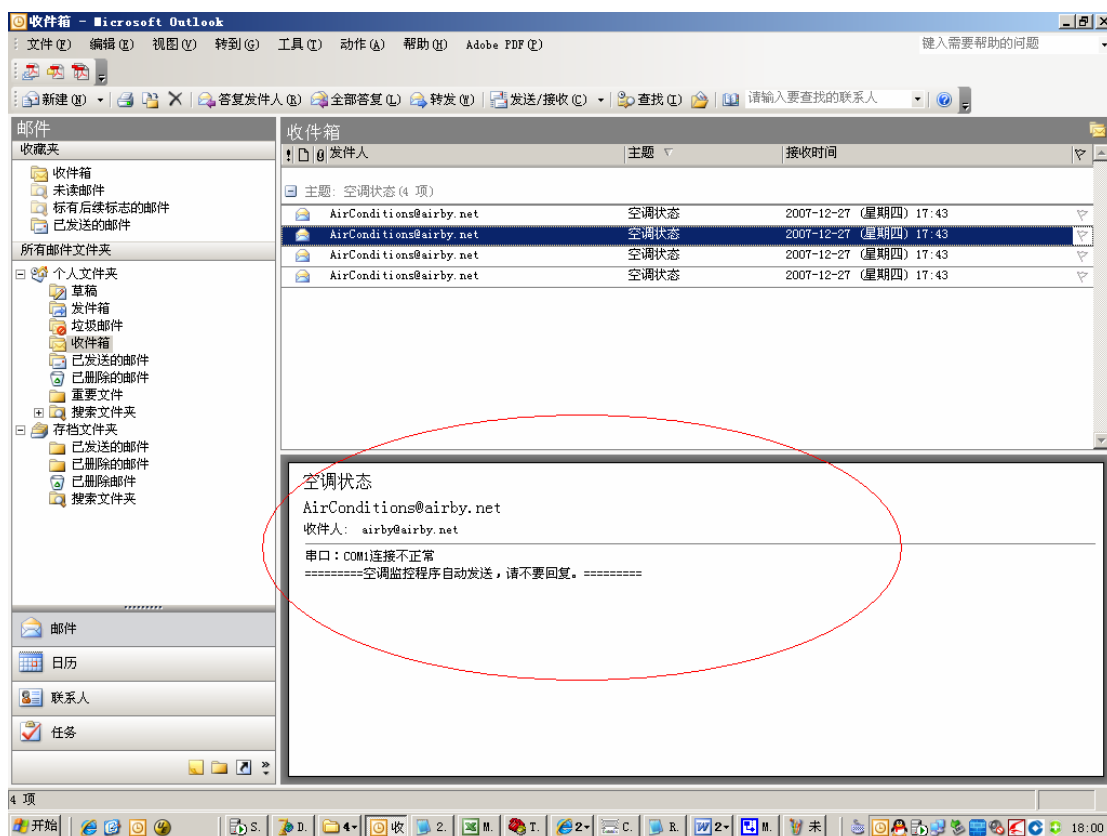 收件箱 - Microsoft Outlook
文件(F) 编辑(E) 视图(V) 转到(G) 工具(T) 动作(A) 帮助(H) Adobe PDF(P) 键入需要帮助的问题
新建(N) 答复发件人(R) 全部答复(L) 转发(W) 发送/接收(C) 查找(I) 请输入要查找的联系人
邮件
收藏夹
收件箱
未读邮件
标有后续标志的邮件
已发送的邮件
所有邮件文件夹
个人文件夹
草稿
发件箱
垃圾邮件
收件箱
已发送的邮件
已删除的邮件
重要文件
搜索文件夹
存档文件夹
已发送的邮件
已删除的邮件
已删除邮件
搜索文件夹
邮件
日历
联系人
任务
收件箱
发件人 主题 接收时间
主题: 空调状态(4 项)
AirConditions@airby.net 空调状态 2007-12-27 (星期四) 17:43
AirConditions@airby.net 空调状态 2007-12-27 (星期四) 17:43
AirConditions@airby.net 空调状态 2007-12-27 (星期四) 17:43
AirConditions@airby.net 空调状态 2007-12-27 (星期四) 17:43
空调状态
AirConditions@airby.net
收件人: airby@airby.net
串口：COM1连接不正常
=========空调监控程序自动发送，请不要回复。=========
4 项
开始 S. D. 4 收 2. M. T. 2 C. R. 2 M. 未 18:00